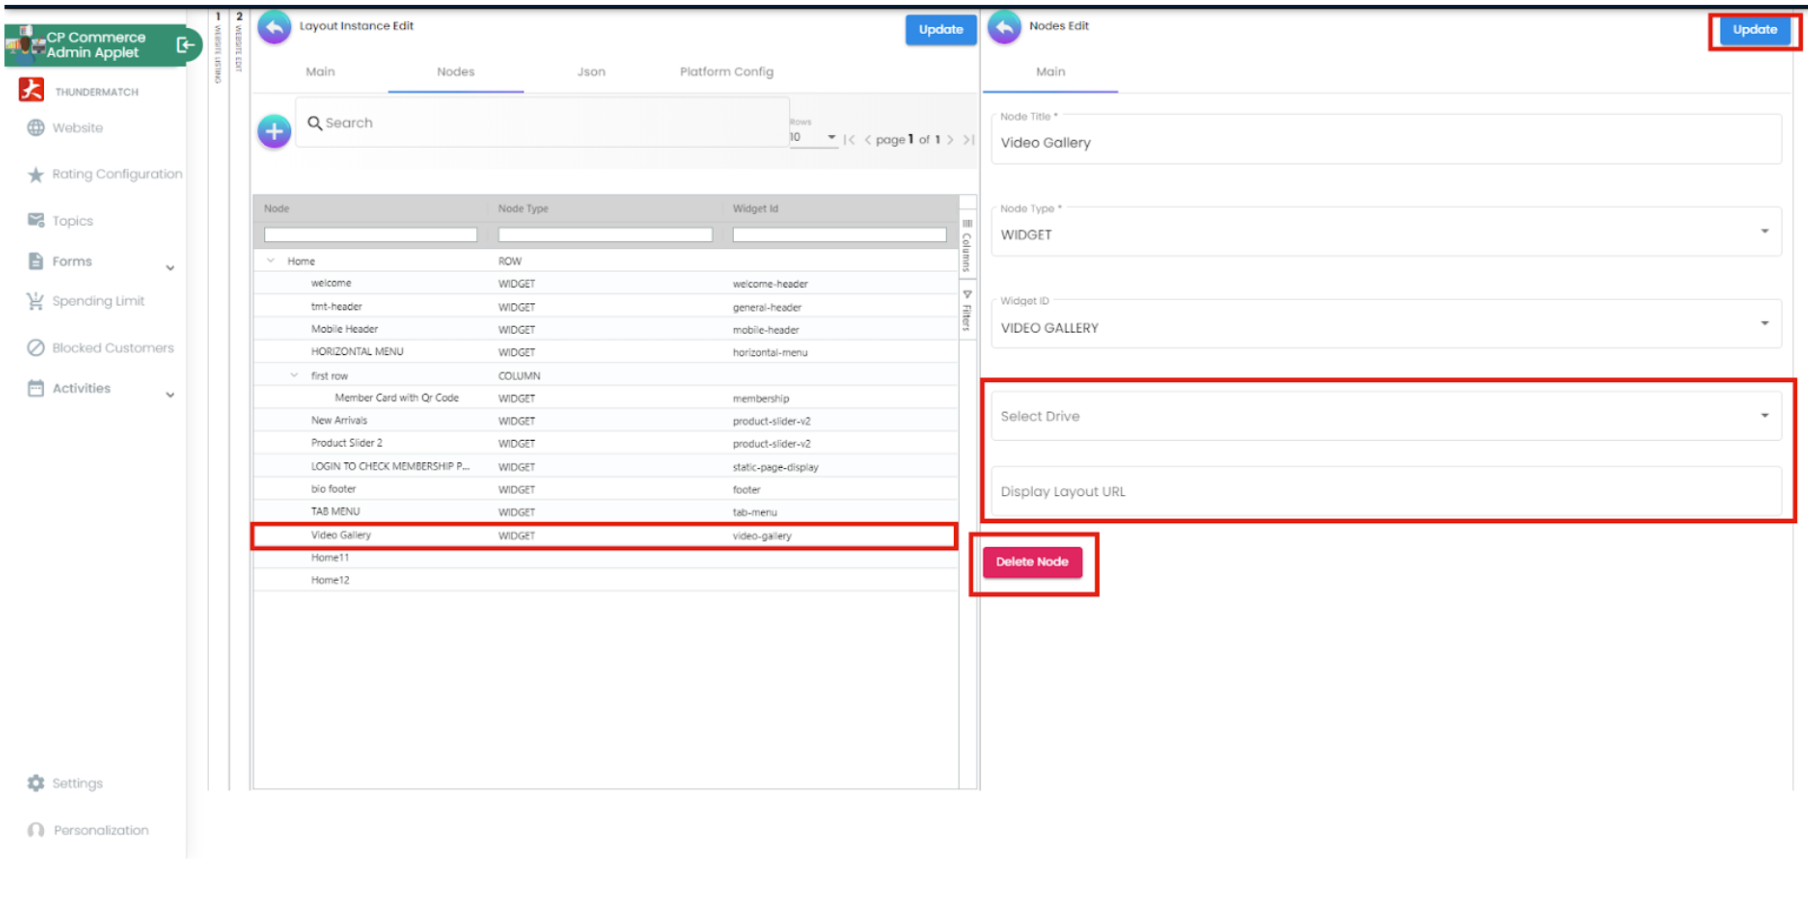 CP Commerce
Admin Applet
THUNDERMATCH
Website
Rating Configuration
Topics
Forms
Spending Limit
Blocked Customers
Activities
Settings
Personalization
1 WEBSITE LISTING
2 WEBSITE EDIT
Layout Instance Edit
Update
Main Nodes Json Platform Config
Search
Rows
10
page 1 of 1
Node Node Type Widget Id
Home ROW
welcome WIDGET welcome-header
tmt-header WIDGET general-header
Mobile Header WIDGET mobile-header
HORIZONTAL MENU WIDGET horizontal-menu
first row COLUMN
Member Card with Qr Code WIDGET membership
New Arrivals WIDGET product-slider-v2
Product Slider 2 WIDGET product-slider-v2
LOGIN TO CHECK MEMBERSHIP P... WIDGET static-page-display
bio footer WIDGET footer
TAB MENU WIDGET tab-menu
Video Gallery WIDGET video-gallery
Home11
Home12
Columns
Filters
Nodes Edit
Update
Main
Node Title *
Video Gallery
Node Type *
WIDGET
Widget ID
VIDEO GALLERY
Select Drive
Display Layout URL
Delete Node